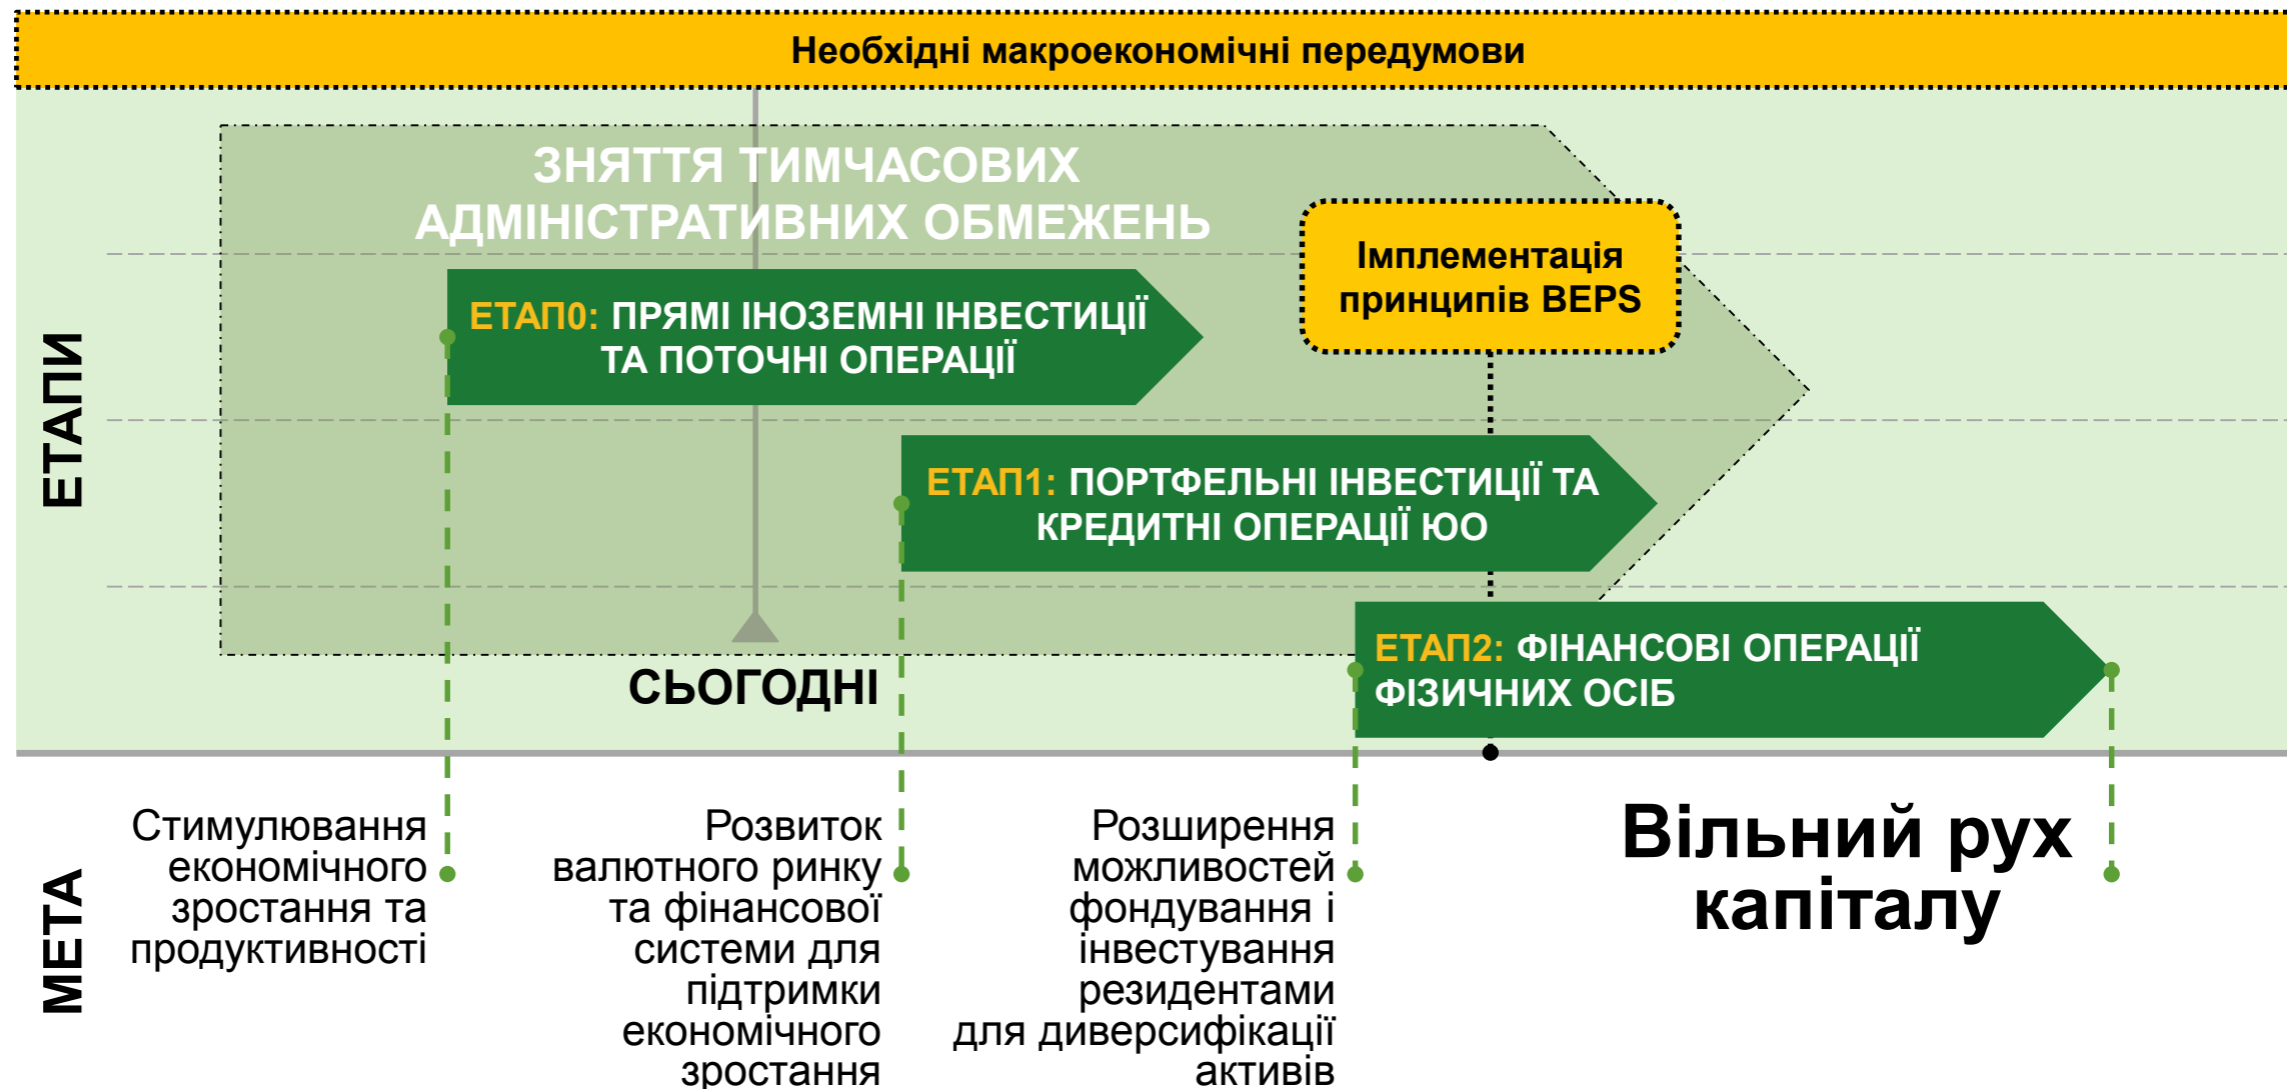 Необхідні макроекономічні передумови
ЗНЯТТЯ ТИМЧАСОВИХ
АДМІНІСТРАТИВНИХ ОБМЕЖЕНЬ
Імплементація
принципів BEPS
ЕТАПИ
ЕТАП0: ПРЯМІ ІНОЗЕМНІ ІНВЕСТИЦІЇ
ТА ПОТОЧНІ ОПЕРАЦІЇ
ЕТАП1: ПОРТФЕЛЬНІ ІНВЕСТИЦІЇ ТА
КРЕДИТНІ ОПЕРАЦІЇ ЮО
ЕТАП2: ФІНАНСОВІ ОПЕРАЦІЇ
ФІЗИЧНИХ ОСІБ
СЬОГОДНІ
МЕТА
Стимулювання
економічного
зростання та
продуктивності
Розвиток
валютного ринку
та фінансової
системи для
підтримки
економічного
зростання
Розширення
можливостей
фондування і
інвестування
резидентами
для диверсифікації
активів
Вільний рух
капіталу